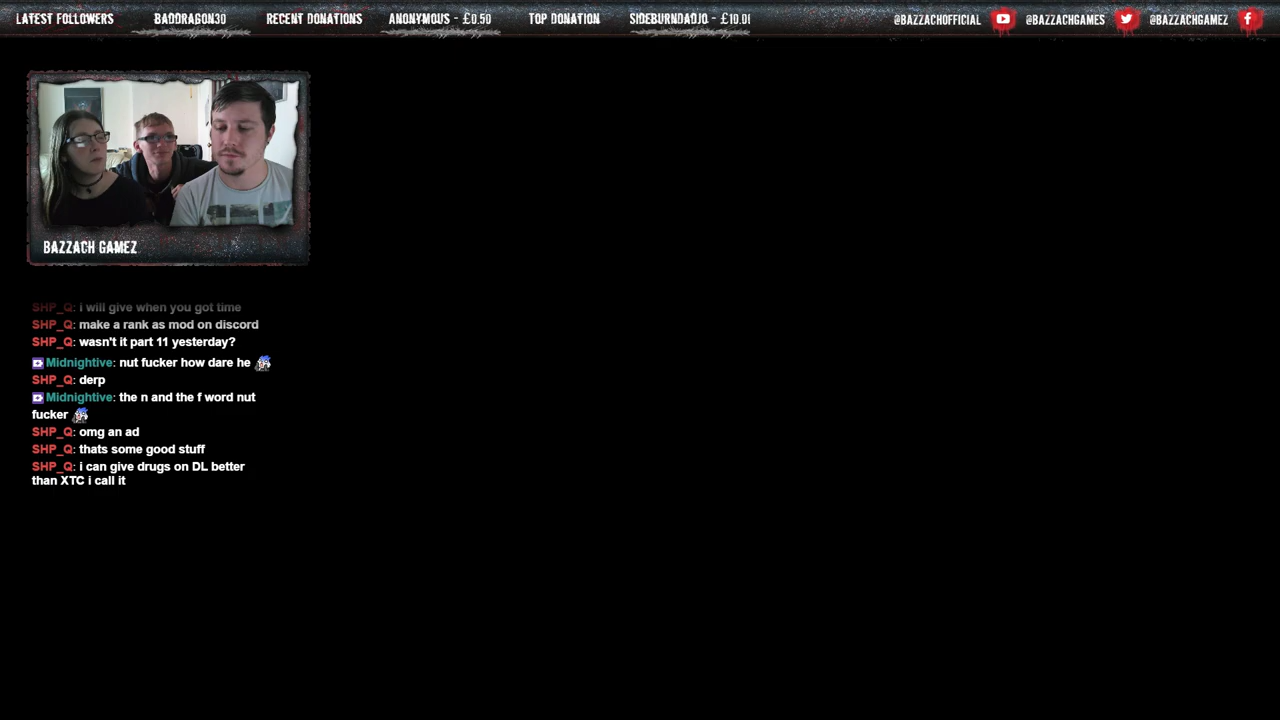 LATEST FOLLOWERS BADDRAGON30 RECENT DONATIONS ANONYMOUS - £0.50 TOP DONATION SIDEBURNDADJO - £10.01 @BAZZACHOFFICIAL @BAZZACHGAMES @BAZZACHGAMEZ
BAZZACH GAMEZ
SHP_Q: i will give when you got time
SHP_Q: make a rank as mod on discord
SHP_Q: wasn't it part 11 yesterday?
Midnightive: nut fucker how dare he
SHP_Q: derp
Midnightive: the n and the f word nut
fucker
SHP_Q: omg an ad
SHP_Q: thats some good stuff
SHP_Q: i can give drugs on DL better
than XTC i call it